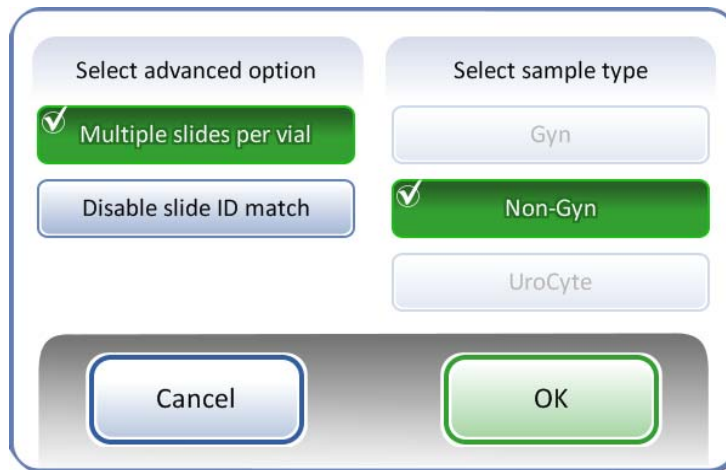 Select advanced option
Select sample type
Multiple slides per vial
Gyn
Disable slide ID match
Non-Gyn
UroCyte
Cancel
OK